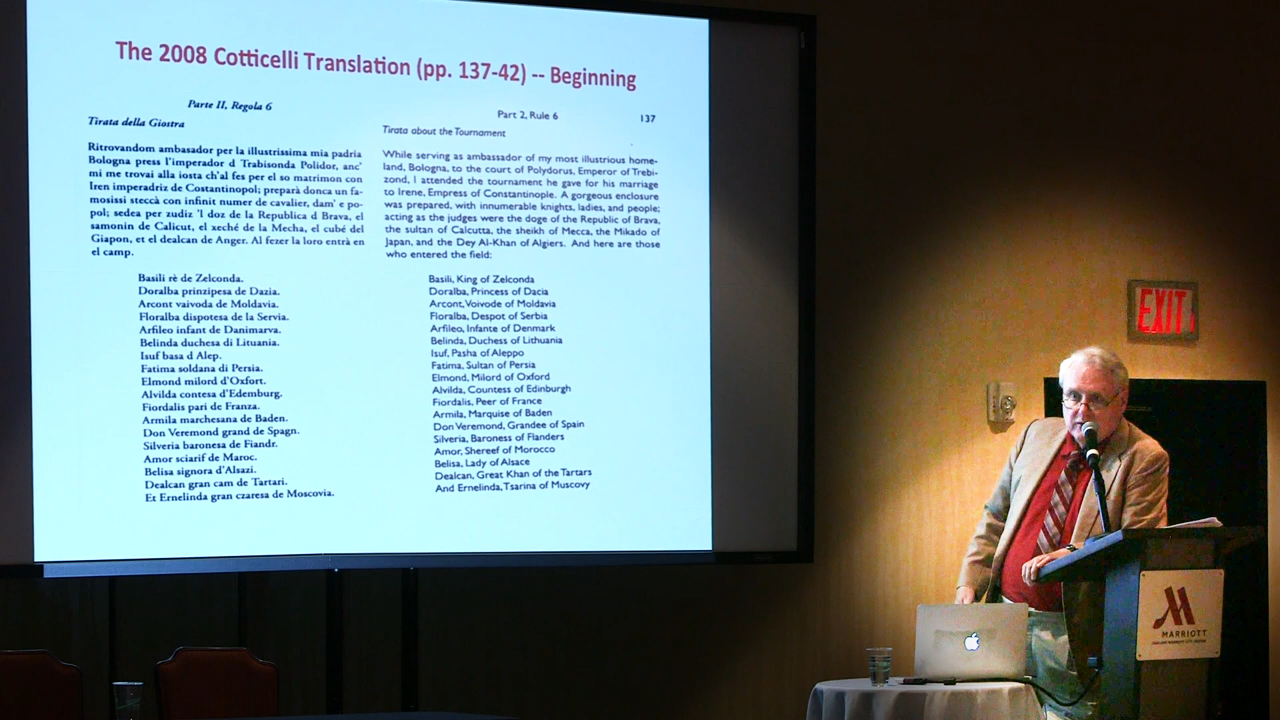 The 2008 Cotticelli Translation (pp. 137-42) -- Beginning
Parte II, Regola 6
Tirata della Giostra
Ritrovandom ambasador per la illustrissima mia padria
Bologna press l'imperador d Trabisonda Polidor, anc'
mi me trovai alla iosta ch'al fes per el so matrimon con
Iren imperadriz de Costantinopol; preparà donca un fa-
mosissi steccà con infinit numer de cavalier, dam' e po-
pol; sedea per zudiz 'l doz de la Republica d Brava, el
samonin de Calicut, el xeché de la Mecha, el cubé del
Giapon, et el dealcan de Anger. Al fezer la loro entrà en
el camp.
Basili rè de Zelconda.
Doralba prinzipesa de Dazia.
Arcont vaivoda de Moldavia.
Floralba dispotesa de la Servia.
Arfileo infant de Danimarva.
Belinda duchesa di Lituania.
Isuf basa d Alep.
Fatima soldana di Persia.
Elmond milord d'Oxfort.
Alvilda contesa d'Edemburg.
Fiordalis pari de Franza.
Armila marchesana de Baden.
Don Veremond grand de Spagn.
Silveria baronesa de Fiandr.
Amor sciarif de Maroc.
Belisa signora d'Alsazi.
Dealcan gran cam de Tartari.
Et Ernelinda gran czaresa de Moscovia.
Part 2, Rule 6
137
Tirata about the Tournament
While serving as ambassador of my most illustrious home-
land, Bologna, to the court of Polydorus, Emperor of Trebi-
zond, I attended the tournament he gave for his marriage
to Irene, Empress of Constantinople. A gorgeous enclosure
was prepared, with innumerable knights, ladies, and people;
acting as the judges were the doge of the Republic of Brava,
the sultan of Calcutta, the sheikh of Mecca, the Mikado of
Japan, and the Dey Al-Khan of Algiers. And here are those
who entered the field:
Basili, King of Zelconda
Doralba, Princess of Dacia
Arcont, Voivode of Moldavia
Floralba, Despot of Serbia
Arfileo, Infante of Denmark
Belinda, Duchess of Lithuania
Isuf, Pasha of Aleppo
Fatima, Sultan of Persia
Elmond, Milord of Oxford
Alvilda, Countess of Edinburgh
Fiordalis, Peer of France
Armila, Marquise of Baden
Don Veremond, Grandee of Spain
Silveria, Baroness of Flanders
Amor, Shereef of Morocco
Belisa, Lady of Alsace
Dealcan, Great Khan of the Tartars
And Ernelinda, Tsarina of Muscovy
EXIT
MARRIOTT
OAKLAND MARRIOTT CITY CENTER